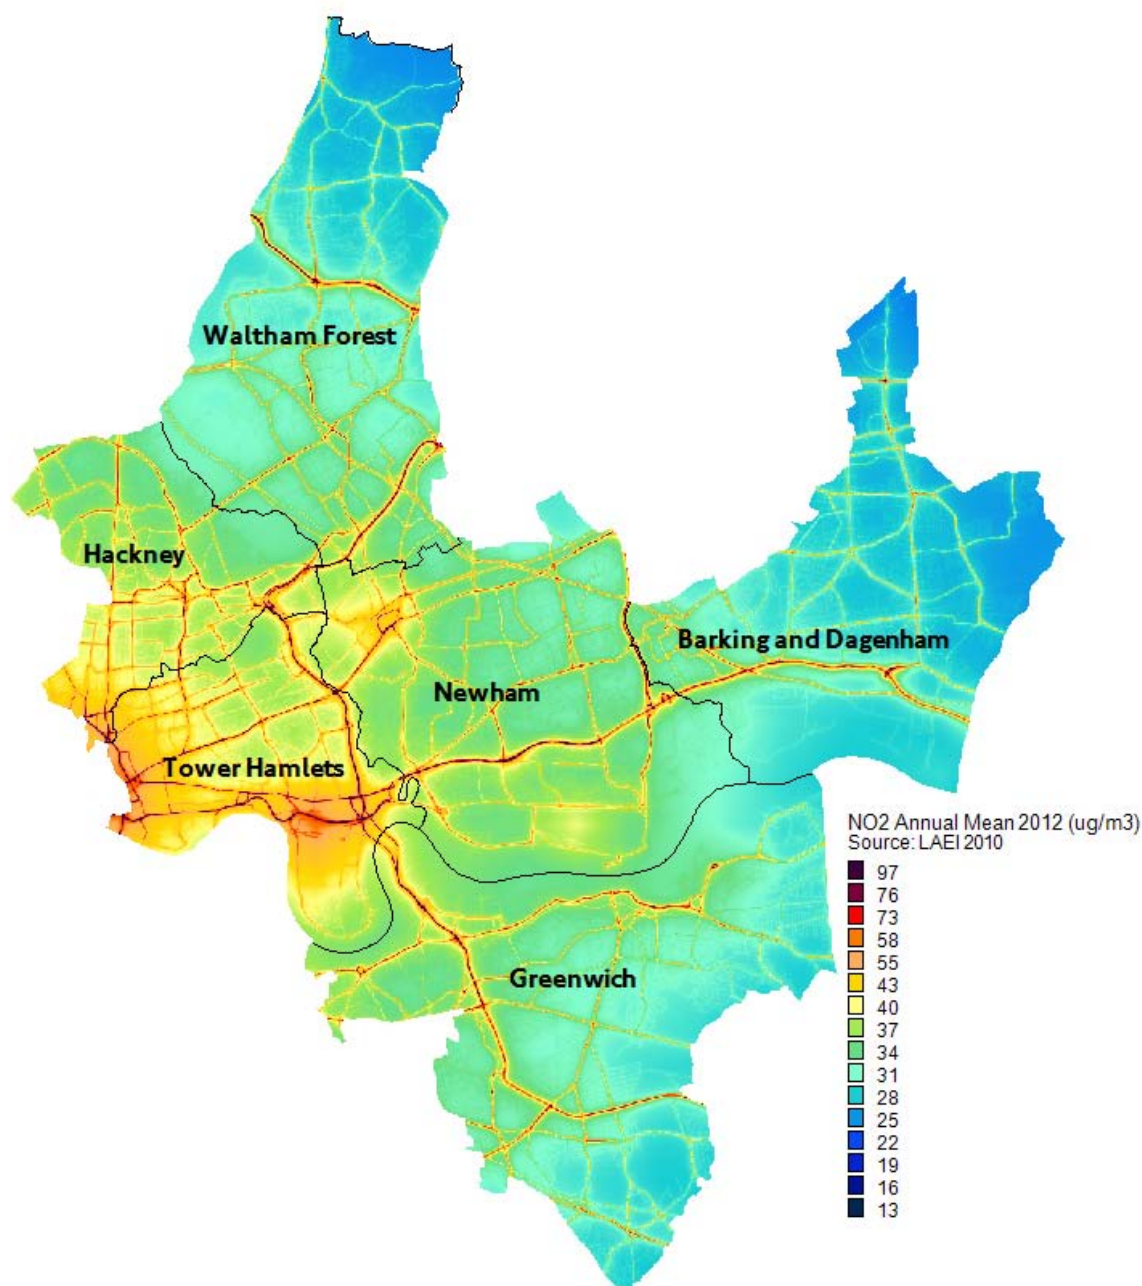 Waltham Forest
Hackney
Barking and Dagenham
Newham
Tower Hamlets
Greenwich
NO2 Annual Mean 2012 (ug/m3)
Source: LAEI 2010
97
76
73
58
55
43
40
37
34
31
28
25
22
19
16
13